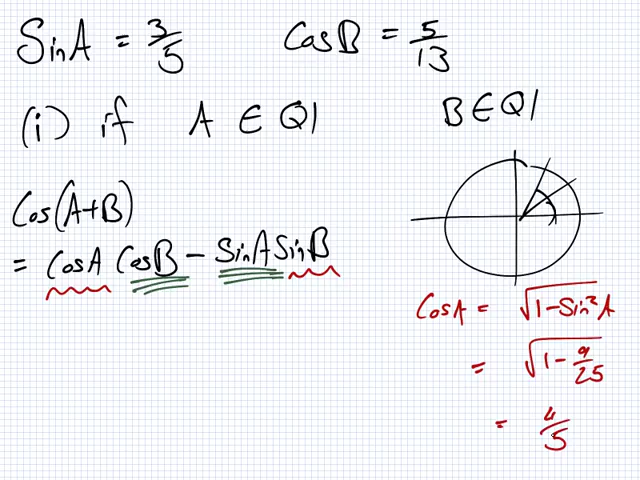 SinA = 3/5 CosB = 5/13
(i) if A ∈ Q1 B ∈ Q1
Cos(A+B)
= CosA CosB - SinA SinB
CosA = √1-Sin²A
= √1-9/25
= 4/5